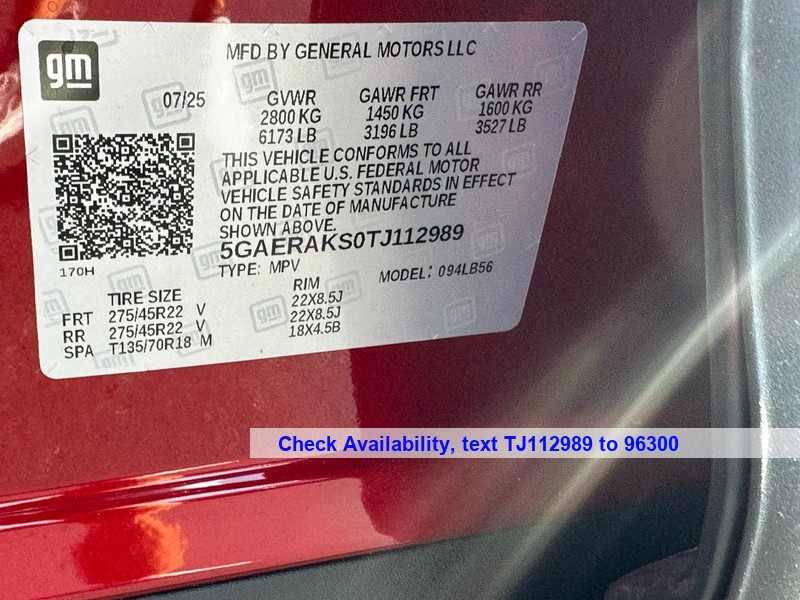 gm
MFD BY GENERAL MOTORS LLC
07/25
GVWR GAWR FRT GAWR RR
2800 KG 1450 KG 1600 KG
6173 LB 3196 LB 3527 LB
THIS VEHICLE CONFORMS TO ALL
APPLICABLE U.S. FEDERAL MOTOR
VEHICLE SAFETY STANDARDS IN EFFECT
ON THE DATE OF MANUFACTURE
SHOWN ABOVE.
5GAERAKS0TJ112989
170H
TYPE: MPV MODEL: 094LB56
TIRE SIZE RIM
FRT 275/45R22 V 22X8.5J
RR 275/45R22 V 22X8.5J
SPA T135/70R18 M 18X4.5B
Check Availability, text TJ112989 to 96300